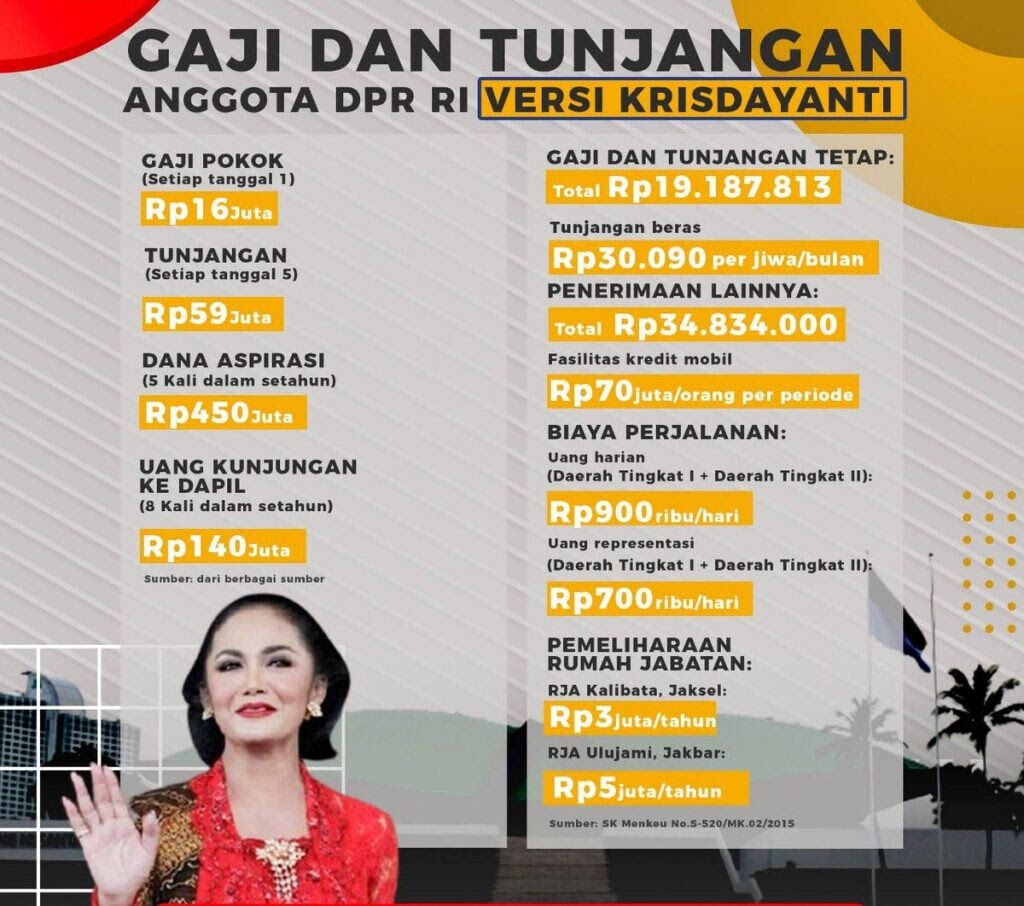 GAJI DAN TUNJANGAN
ANGGOTA DPR RI VERSI KRISDAYANTI
GAJI POKOK
(Setiap tanggal 1)
Rp16Juta
TUNJANGAN
(Setiap tanggal 5)
Rp59Juta
DANA ASPIRASI
(5 Kali dalam setahun)
Rp450Juta
UANG KUNJUNGAN
KE DAPIL
(8 Kali dalam setahun)
Rp140Juta
Sumber: dari berbagai sumber
GAJI DAN TUNJANGAN TETAP:
Total Rp19.187.813
Tunjangan beras
Rp30.090 per jiwa/bulan
PENERIMAAN LAINNYA:
Total Rp34.834.000
Fasilitas kredit mobil
Rp70juta/orang per periode
BIAYA PERJALANAN:
Uang harian
(Daerah Tingkat I + Daerah Tingkat II):
Rp900ribu/hari
Uang representasi
(Daerah Tingkat I + Daerah Tingkat II):
Rp700ribu/hari
PEMELIHARAAN
RUMAH JABATAN:
RJA Kalibata, Jaksel:
Rp3juta/tahun
RJA Ulujami, Jakbar:
Rp5juta/tahun
Sumber: SK Menkeu No.S-520/MK.02/2015